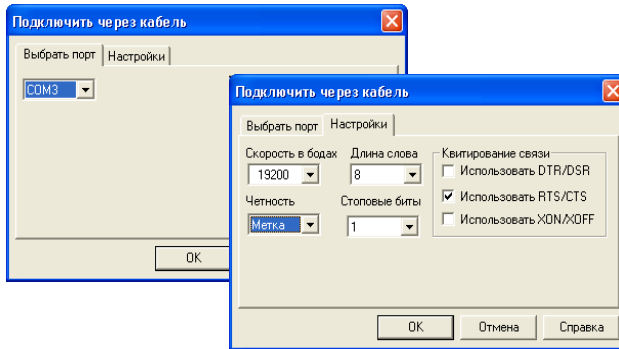 Подключить через кабель
Выбрать порт Настройки
COM3
OK
Подключить через кабель
Выбрать порт Настройки
Скорость в бодах Длина слова Квитирование связи
19200 8 Использовать DTR/DSR
Четность Стоповые биты Использовать RTS/CTS
Метка 1 Использовать XON/XOFF
OK Отмена Справка